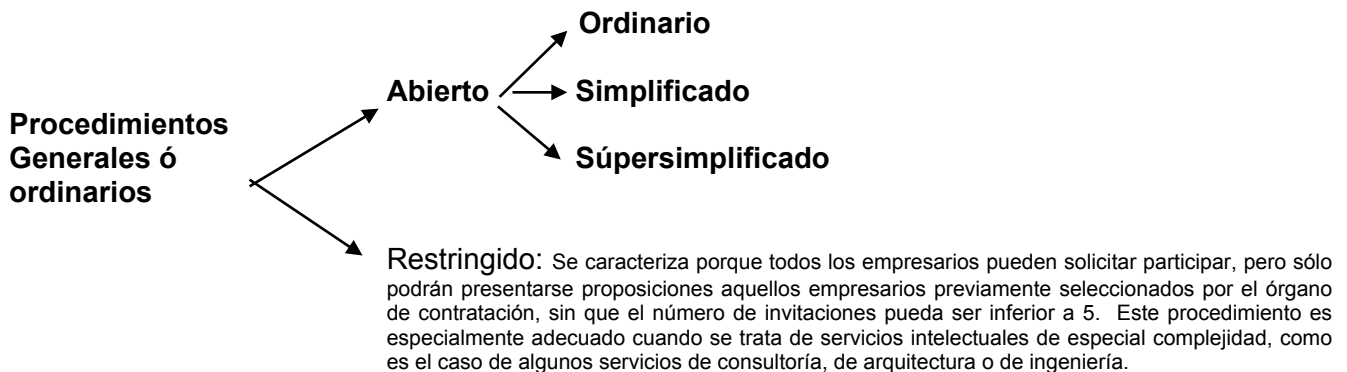 Procedimientos
Generales ó
ordinarios
Abierto
Ordinario
Simplificado
Súpersimplificado
Restringido: Se caracteriza porque todos los empresarios pueden solicitar participar, pero sólo
podrán presentarse proposiciones aquellos empresarios previamente seleccionados por el órgano
de contratación, sin que el número de invitaciones pueda ser inferior a 5. Este procedimiento es
especialmente adecuado cuando se trata de servicios intelectuales de especial complejidad, como
es el caso de algunos servicios de consultoría, de arquitectura o de ingeniería.